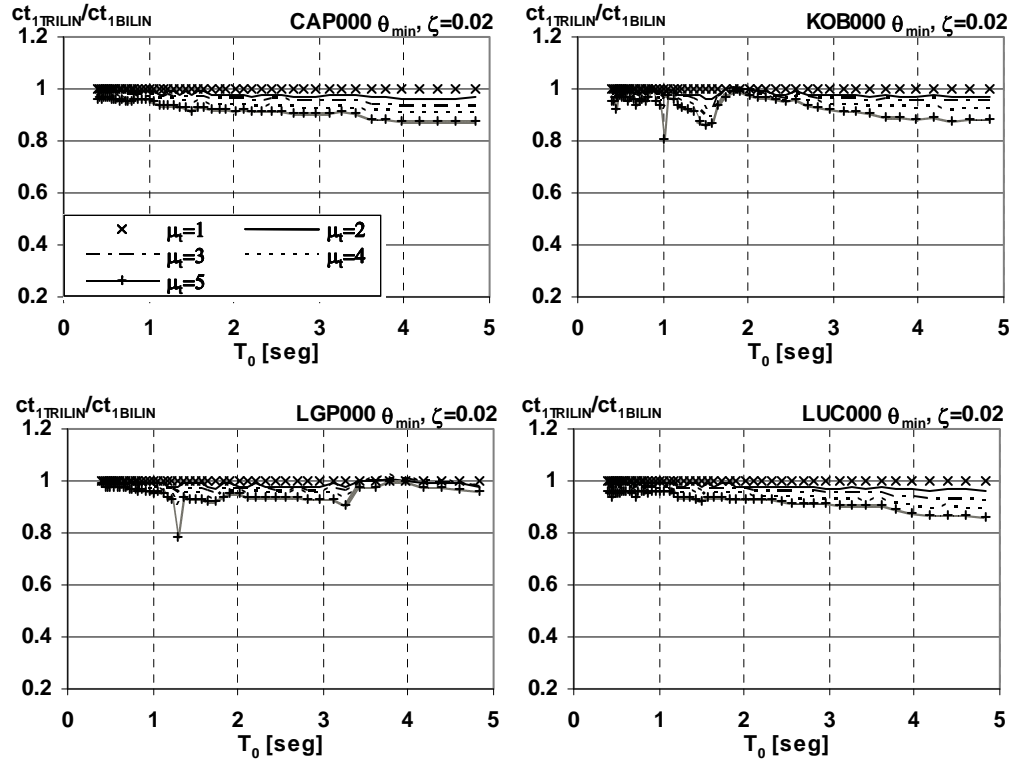 ct1TRILIN/ct1BILIN CAP000 θmin, ζ=0.02
1.2
1
0.8
0.6
0.4
0.2
μt=1 μt=2
μt=3 μt=4
μt=5
0 1 2 3 4 5
T0 [seg]
ct1TRILIN/ct1BILIN KOB000 θmin, ζ=0.02
1.2
1
0.8
0.6
0.4
0.2
0 1 2 3 4 5
T0 [seg]
ct1TRILIN/ct1BILIN LGP000 θmin, ζ=0.02
1.2
1
0.8
0.6
0.4
0.2
0 1 2 3 4 5
T0 [seg]
ct1TRILIN/ct1BILIN LUC000 θmin, ζ=0.02
1.2
1
0.8
0.6
0.4
0.2
0 1 2 3 4 5
T0 [seg]